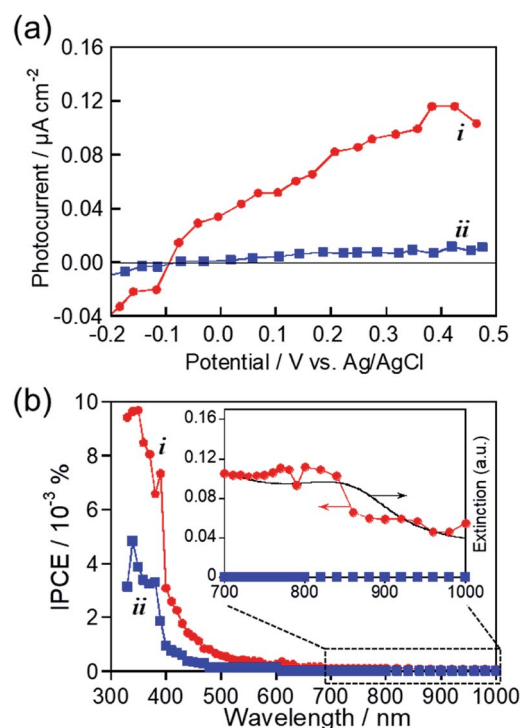 (a)
0.16
0.12
0.08
0.04
0.00
-0.04
Photocurrent / μA cm⁻²
i
ii
-0.2 -0.1 0.0 0.1 0.2 0.3 0.4 0.5
Potential / V vs. Ag/AgCl
(b)
10
8
6
4
2
0
IPCE / 10⁻³ %
i
ii
0.16
0.12
0.08
0.04
0
Extinction (a.u.)
700 800 900 1000
300 400 500 600 700 800 900 1000
Wavelength / nm